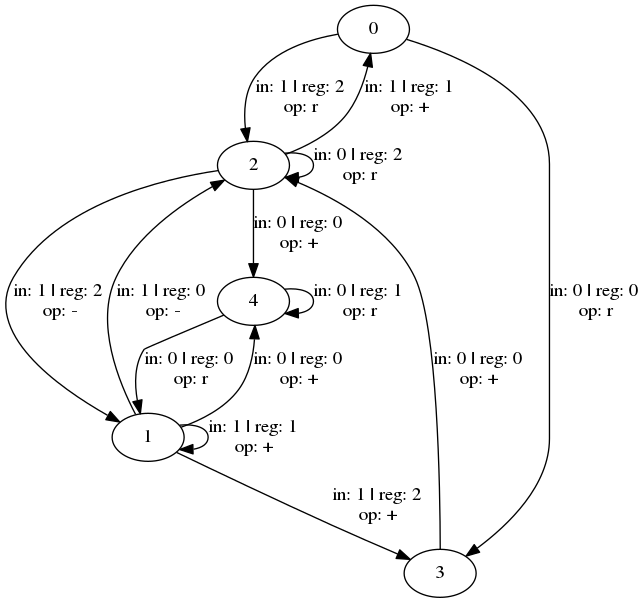 0
in: 1 | reg: 2
op: r
in: 1 | reg: 1
op: +
2
in: 0 | reg: 2
op: r
in: 0 | reg: 0
op: +
in: 1 | reg: 2
op: -
in: 1 | reg: 0
op: -
4
in: 0 | reg: 1
op: r
in: 0 | reg: 0
op: r
in: 0 | reg: 0
op: r
in: 0 | reg: 0
op: +
in: 0 | reg: 0
op: +
1
in: 1 | reg: 1
op: +
in: 1 | reg: 2
op: +
3